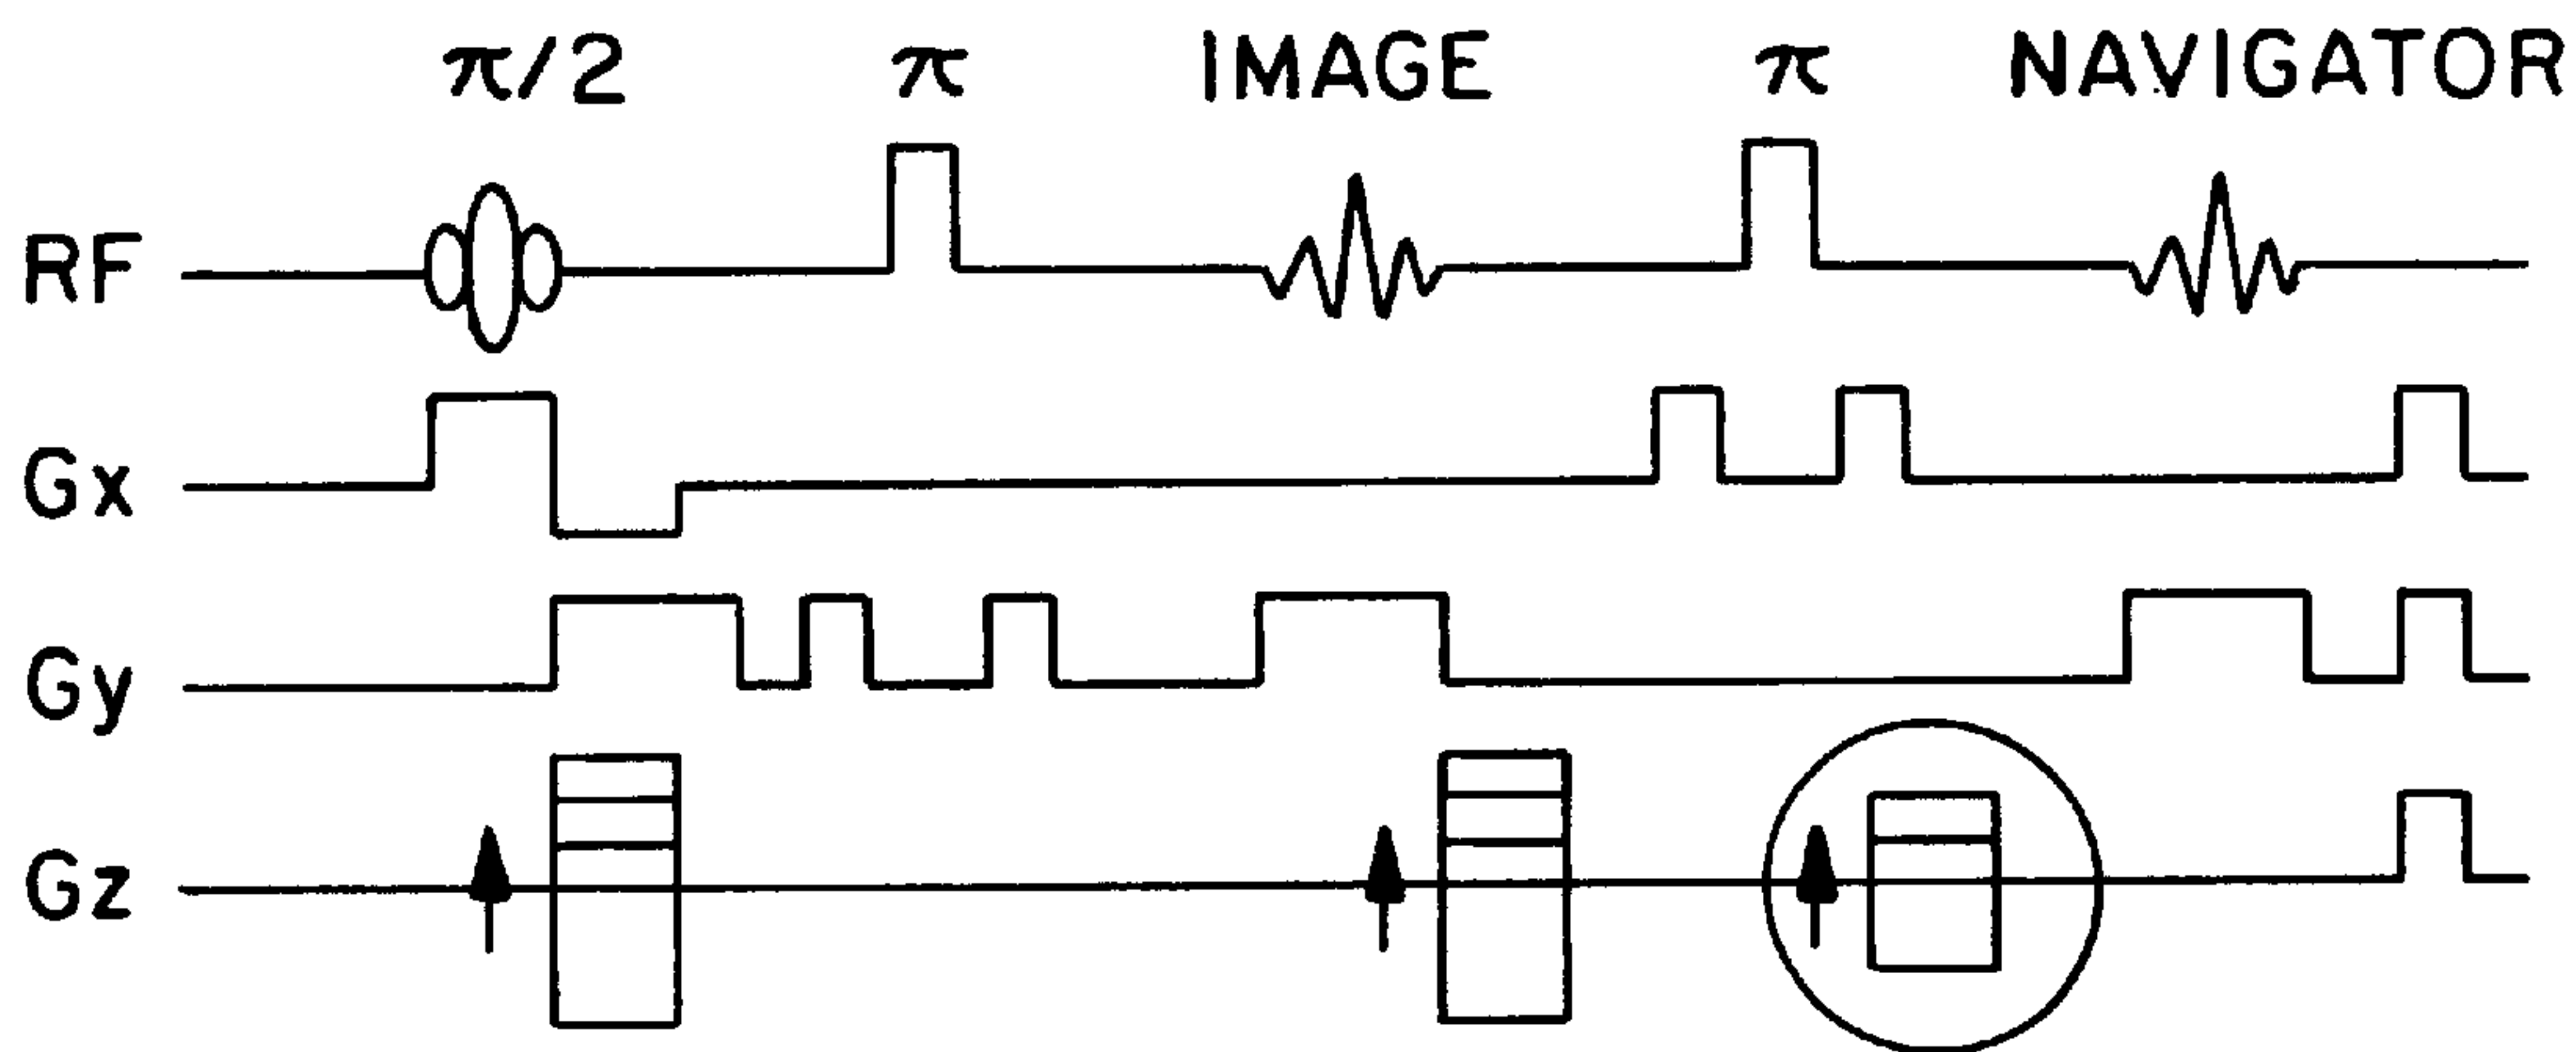 π/2 π IMAGE π NAVIGATOR
RF
Gx
Gy
Gz